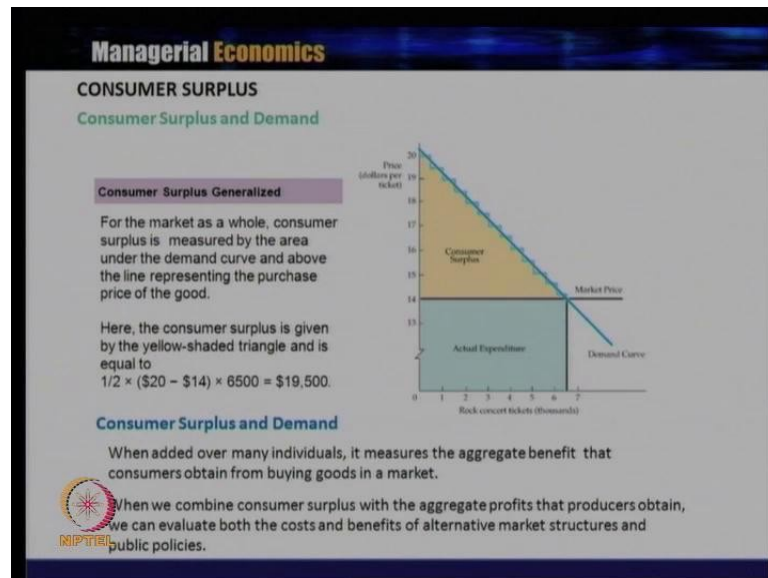 Managerial Economics
CONSUMER SURPLUS
Consumer Surplus and Demand
Consumer Surplus Generalized
For the market as a whole, consumer
surplus is measured by the area
under the demand curve and above
the line representing the purchase
price of the good.
Here, the consumer surplus is given
by the yellow-shaded triangle and is
equal to
1/2 × ($20 – $14) × 6500 = $19,500.
Price
(dollars per
ticket)
20
19
18
17
16
15
14
13
Consumer
Surplus
Market Price
Actual Expenditure
Demand Curve
0 1 2 3 4 5 6 7
Rock concert tickets (thousands)
Consumer Surplus and Demand
When added over many individuals, it measures the aggregate benefit that
consumers obtain from buying goods in a market.
When we combine consumer surplus with the aggregate profits that producers obtain,
we can evaluate both the costs and benefits of alternative market structures and
public policies.
NPTEL